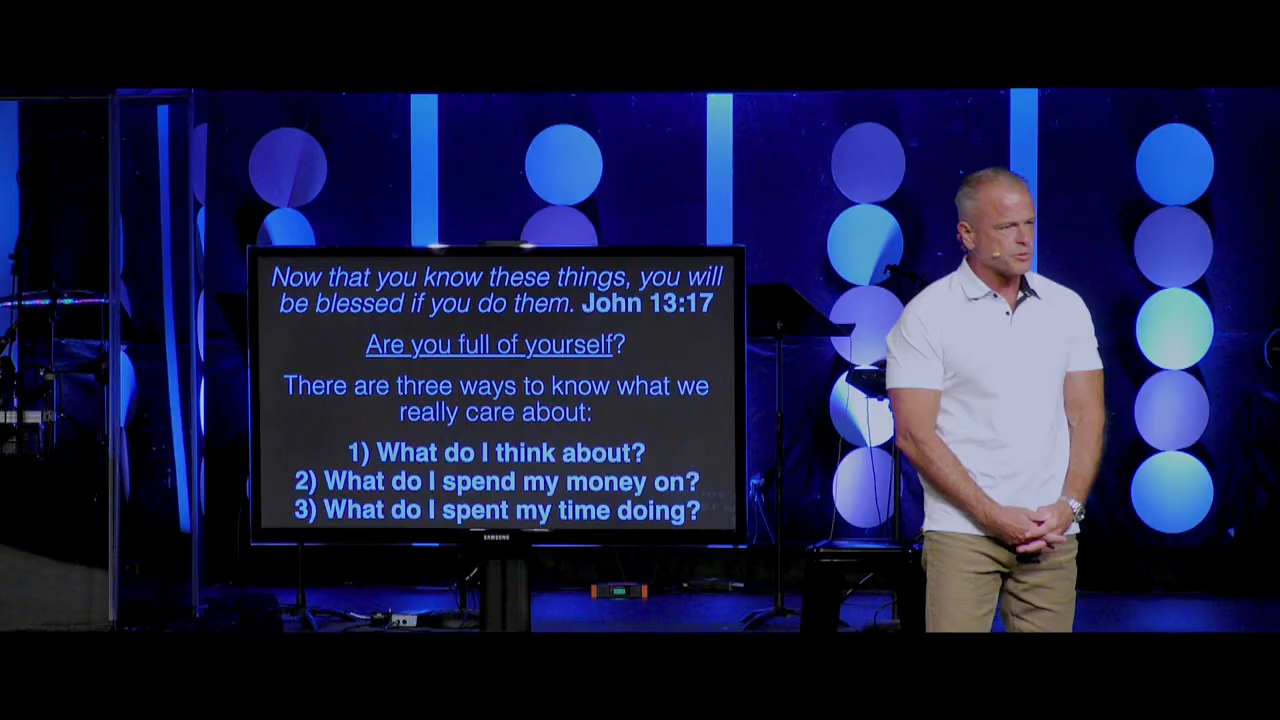 Now that you know these things, you will
be blessed if you do them. John 13:17
Are you full of yourself?
There are three ways to know what we
really care about:
1) What do I think about?
2) What do I spend my money on?
3) What do I spent my time doing?
SAMSUNG